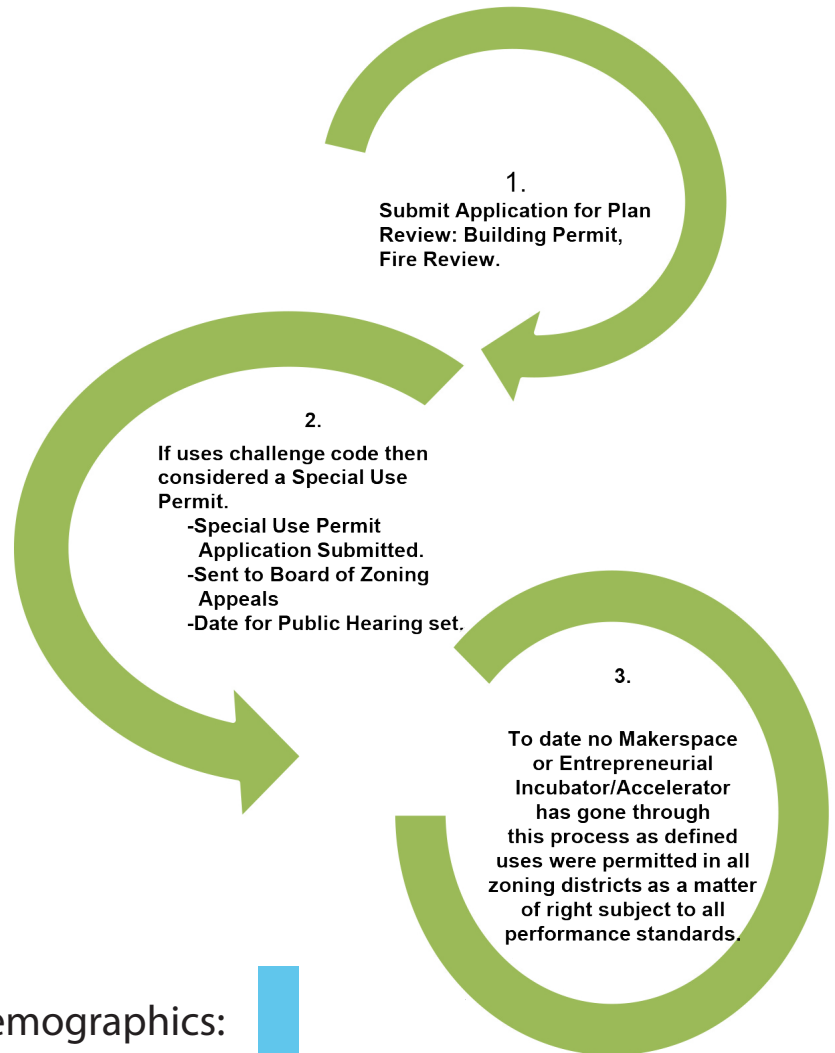 1.
Submit Application for Plan
Review: Building Permit,
Fire Review.
2.
If uses challenge code then
considered a Special Use
Permit.
-Special Use Permit
Application Submitted.
-Sent to Board of Zoning
Appeals
-Date for Public Hearing set.
3.
To date no Makerspace
or Entrepreneurial
Incubator/Accelerator
has gone through
this process as defined
uses were permitted in all
zoning districts as a matter
of right subject to all
performance standards.
emographics: